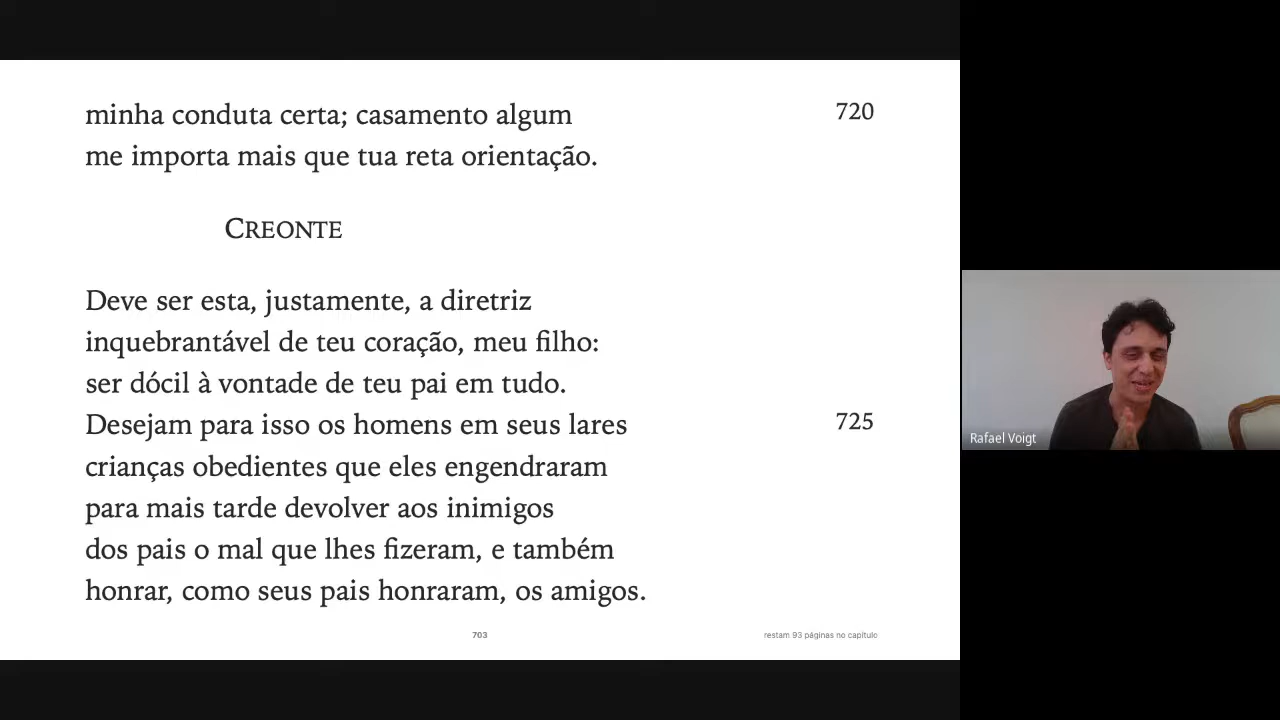 minha conduta certa; casamento algum 720
me importa mais que tua reta orientação.
CREONTE
Deve ser esta, justamente, a diretriz
inquebrantável de teu coração, meu filho:
ser dócil à vontade de teu pai em tudo.
Desejam para isso os homens em seus lares 725
crianças obedientes que eles engendraram
para mais tarde devolver aos inimigos
dos pais o mal que lhes fizeram, e também
honrar, como seus pais honraram, os amigos.
703 restam 93 páginas no capítulo
Rafael Voigt